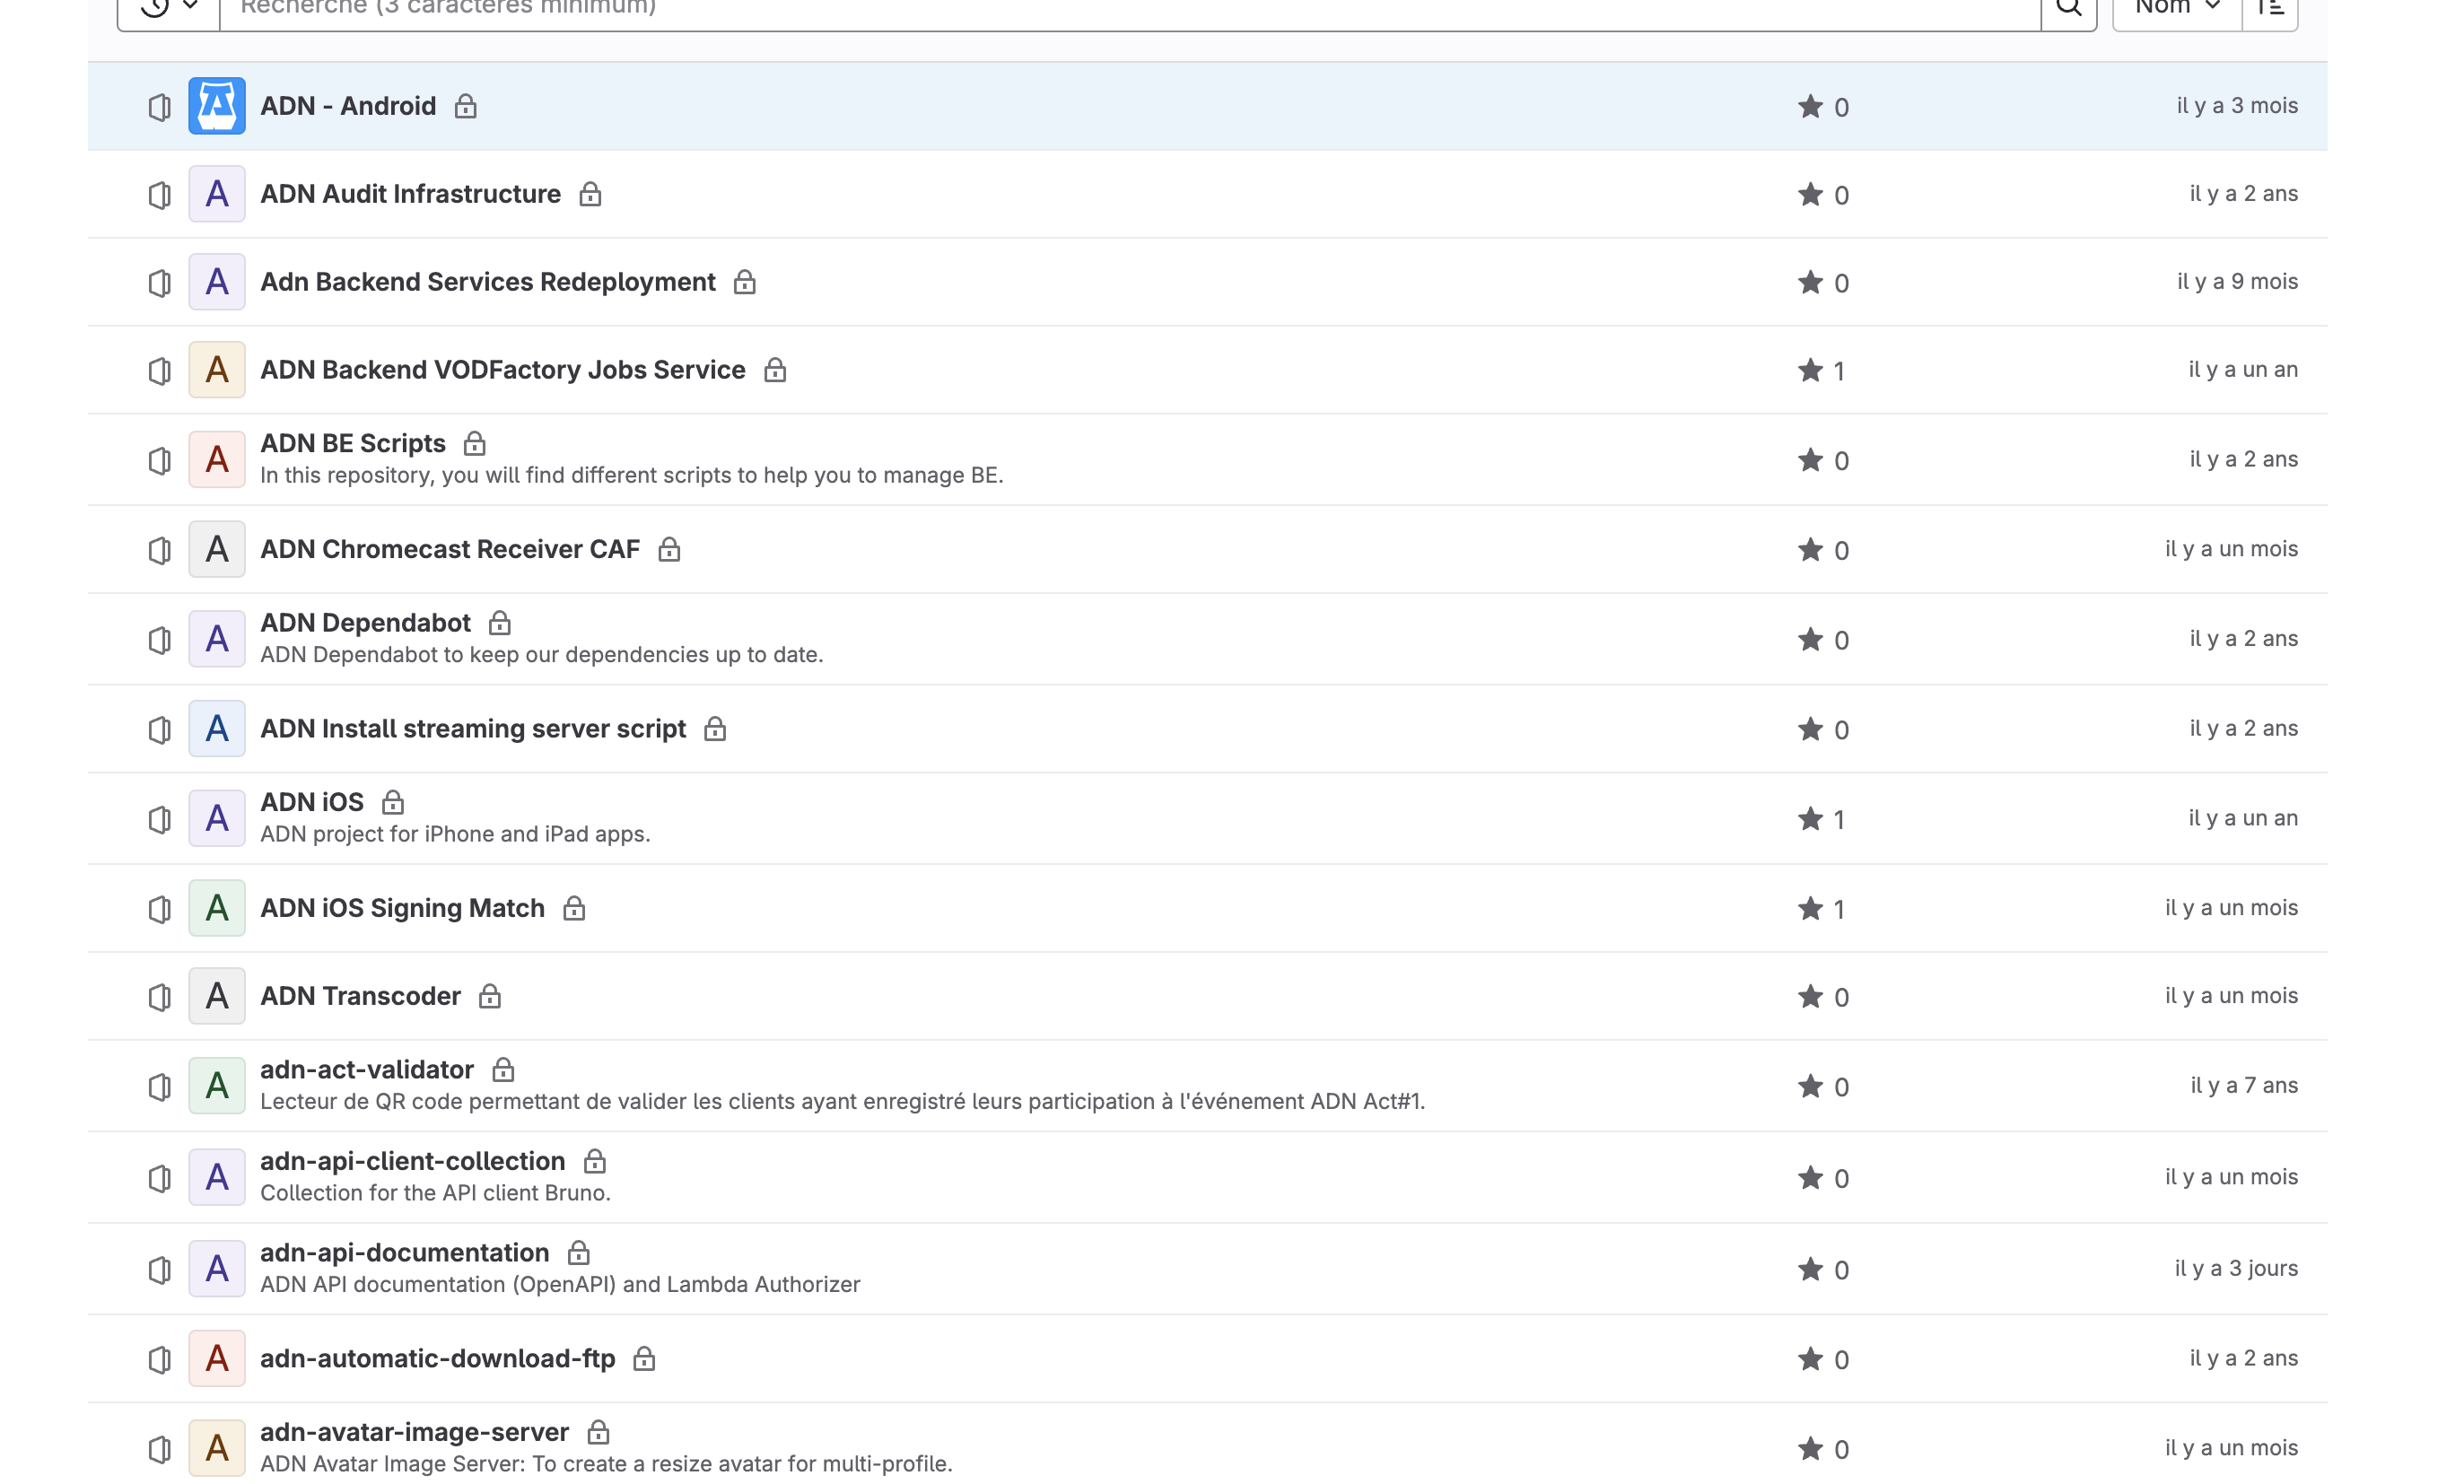 Recherche (3 caractères minimum)
Nom
ADN - Android
0
il y a 3 mois
A
ADN Audit Infrastructure
0
il y a 2 ans
A
Adn Backend Services Redeployment
0
il y a 9 mois
A
ADN Backend VODFactory Jobs Service
1
il y a un an
A
ADN BE Scripts
In this repository, you will find different scripts to help you to manage BE.
0
il y a 2 ans
A
ADN Chromecast Receiver CAF
0
il y a un mois
A
ADN Dependabot
ADN Dependabot to keep our dependencies up to date.
0
il y a 2 ans
A
ADN Install streaming server script
0
il y a 2 ans
A
ADN iOS
ADN project for iPhone and iPad apps.
1
il y a un an
A
ADN iOS Signing Match
1
il y a un mois
A
ADN Transcoder
0
il y a un mois
A
adn-act-validator
Lecteur de QR code permettant de valider les clients ayant enregistré leurs participation à l'événement ADN Act#1.
0
il y a 7 ans
A
adn-api-client-collection
Collection for the API client Bruno.
0
il y a un mois
A
adn-api-documentation
ADN API documentation (OpenAPI) and Lambda Authorizer
0
il y a 3 jours
A
adn-automatic-download-ftp
0
il y a 2 ans
A
adn-avatar-image-server
ADN Avatar Image Server: To create a resize avatar for multi-profile.
0
il y a un mois